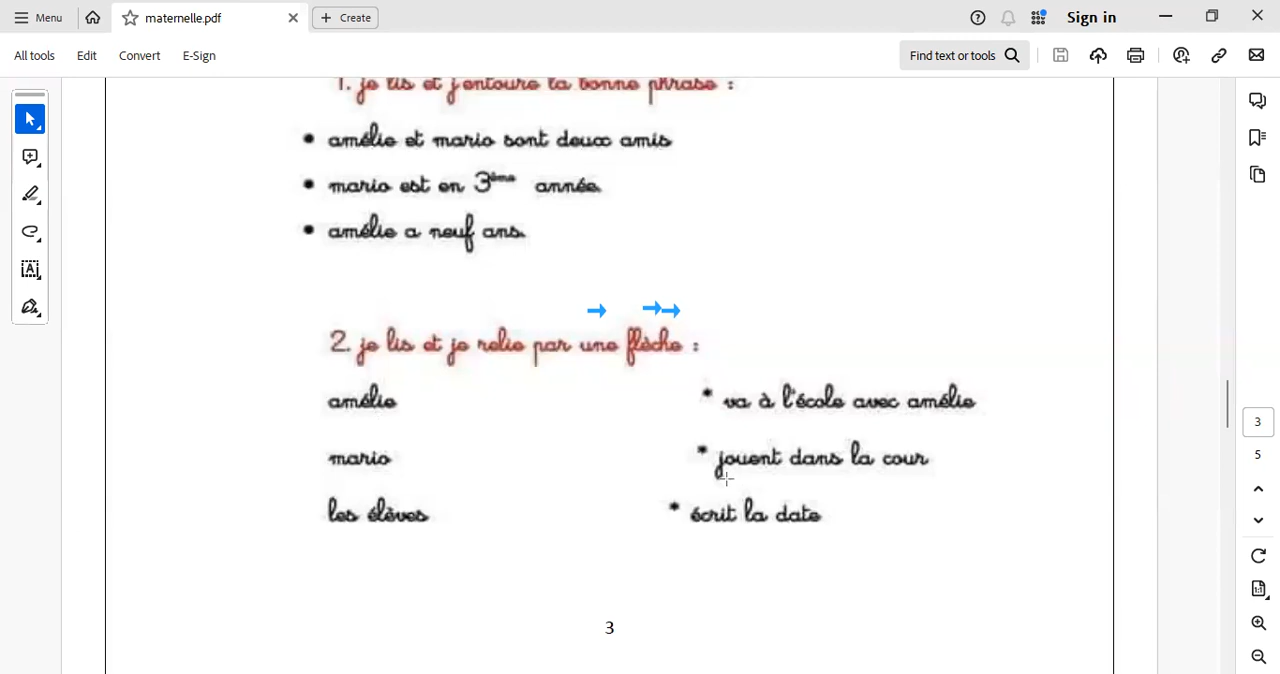 Menu
maternelle.pdf
Create
Sign in
All tools
Edit
Convert
E-Sign
Find text or tools
1. je lis et j'entoure la bonne phrase :
• amélie et mario sont deux amis
• mario est en 3ème année.
• amélie a neuf ans.
→ →→
2. je lis et je relie par une flèche :
amélie * va à l'école avec amélie
mario * jouent dans la cour
les élèves * écrit la date
3
3
5